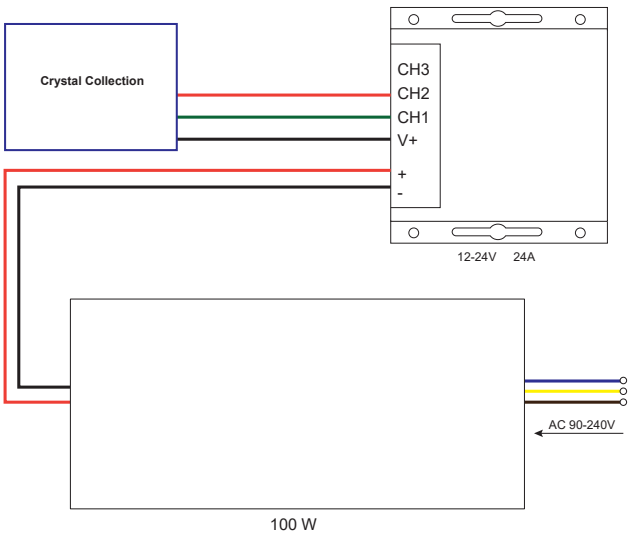 Crystal Collection
CH3
CH2
CH1
V+
+
-
12-24V 24A
AC 90-240V
100 W